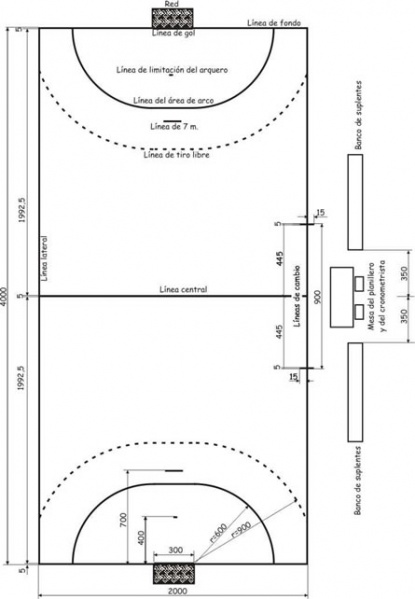 Red
Línea de fondo
Línea de gol
5
Línea de limitación del arquero
Línea del área de arco
Línea de 7 m.
Línea de tiro libre
Banco de suplentes
1992,5
15
5
Línea lateral
445
350
4000
5
Línea central
Líneas de cambio
900
Mesa del planillero
y del cronometrista
445
350
1992,5
5
15
Banco de suplentes
700
400
r=600
r=900
300
5
2000